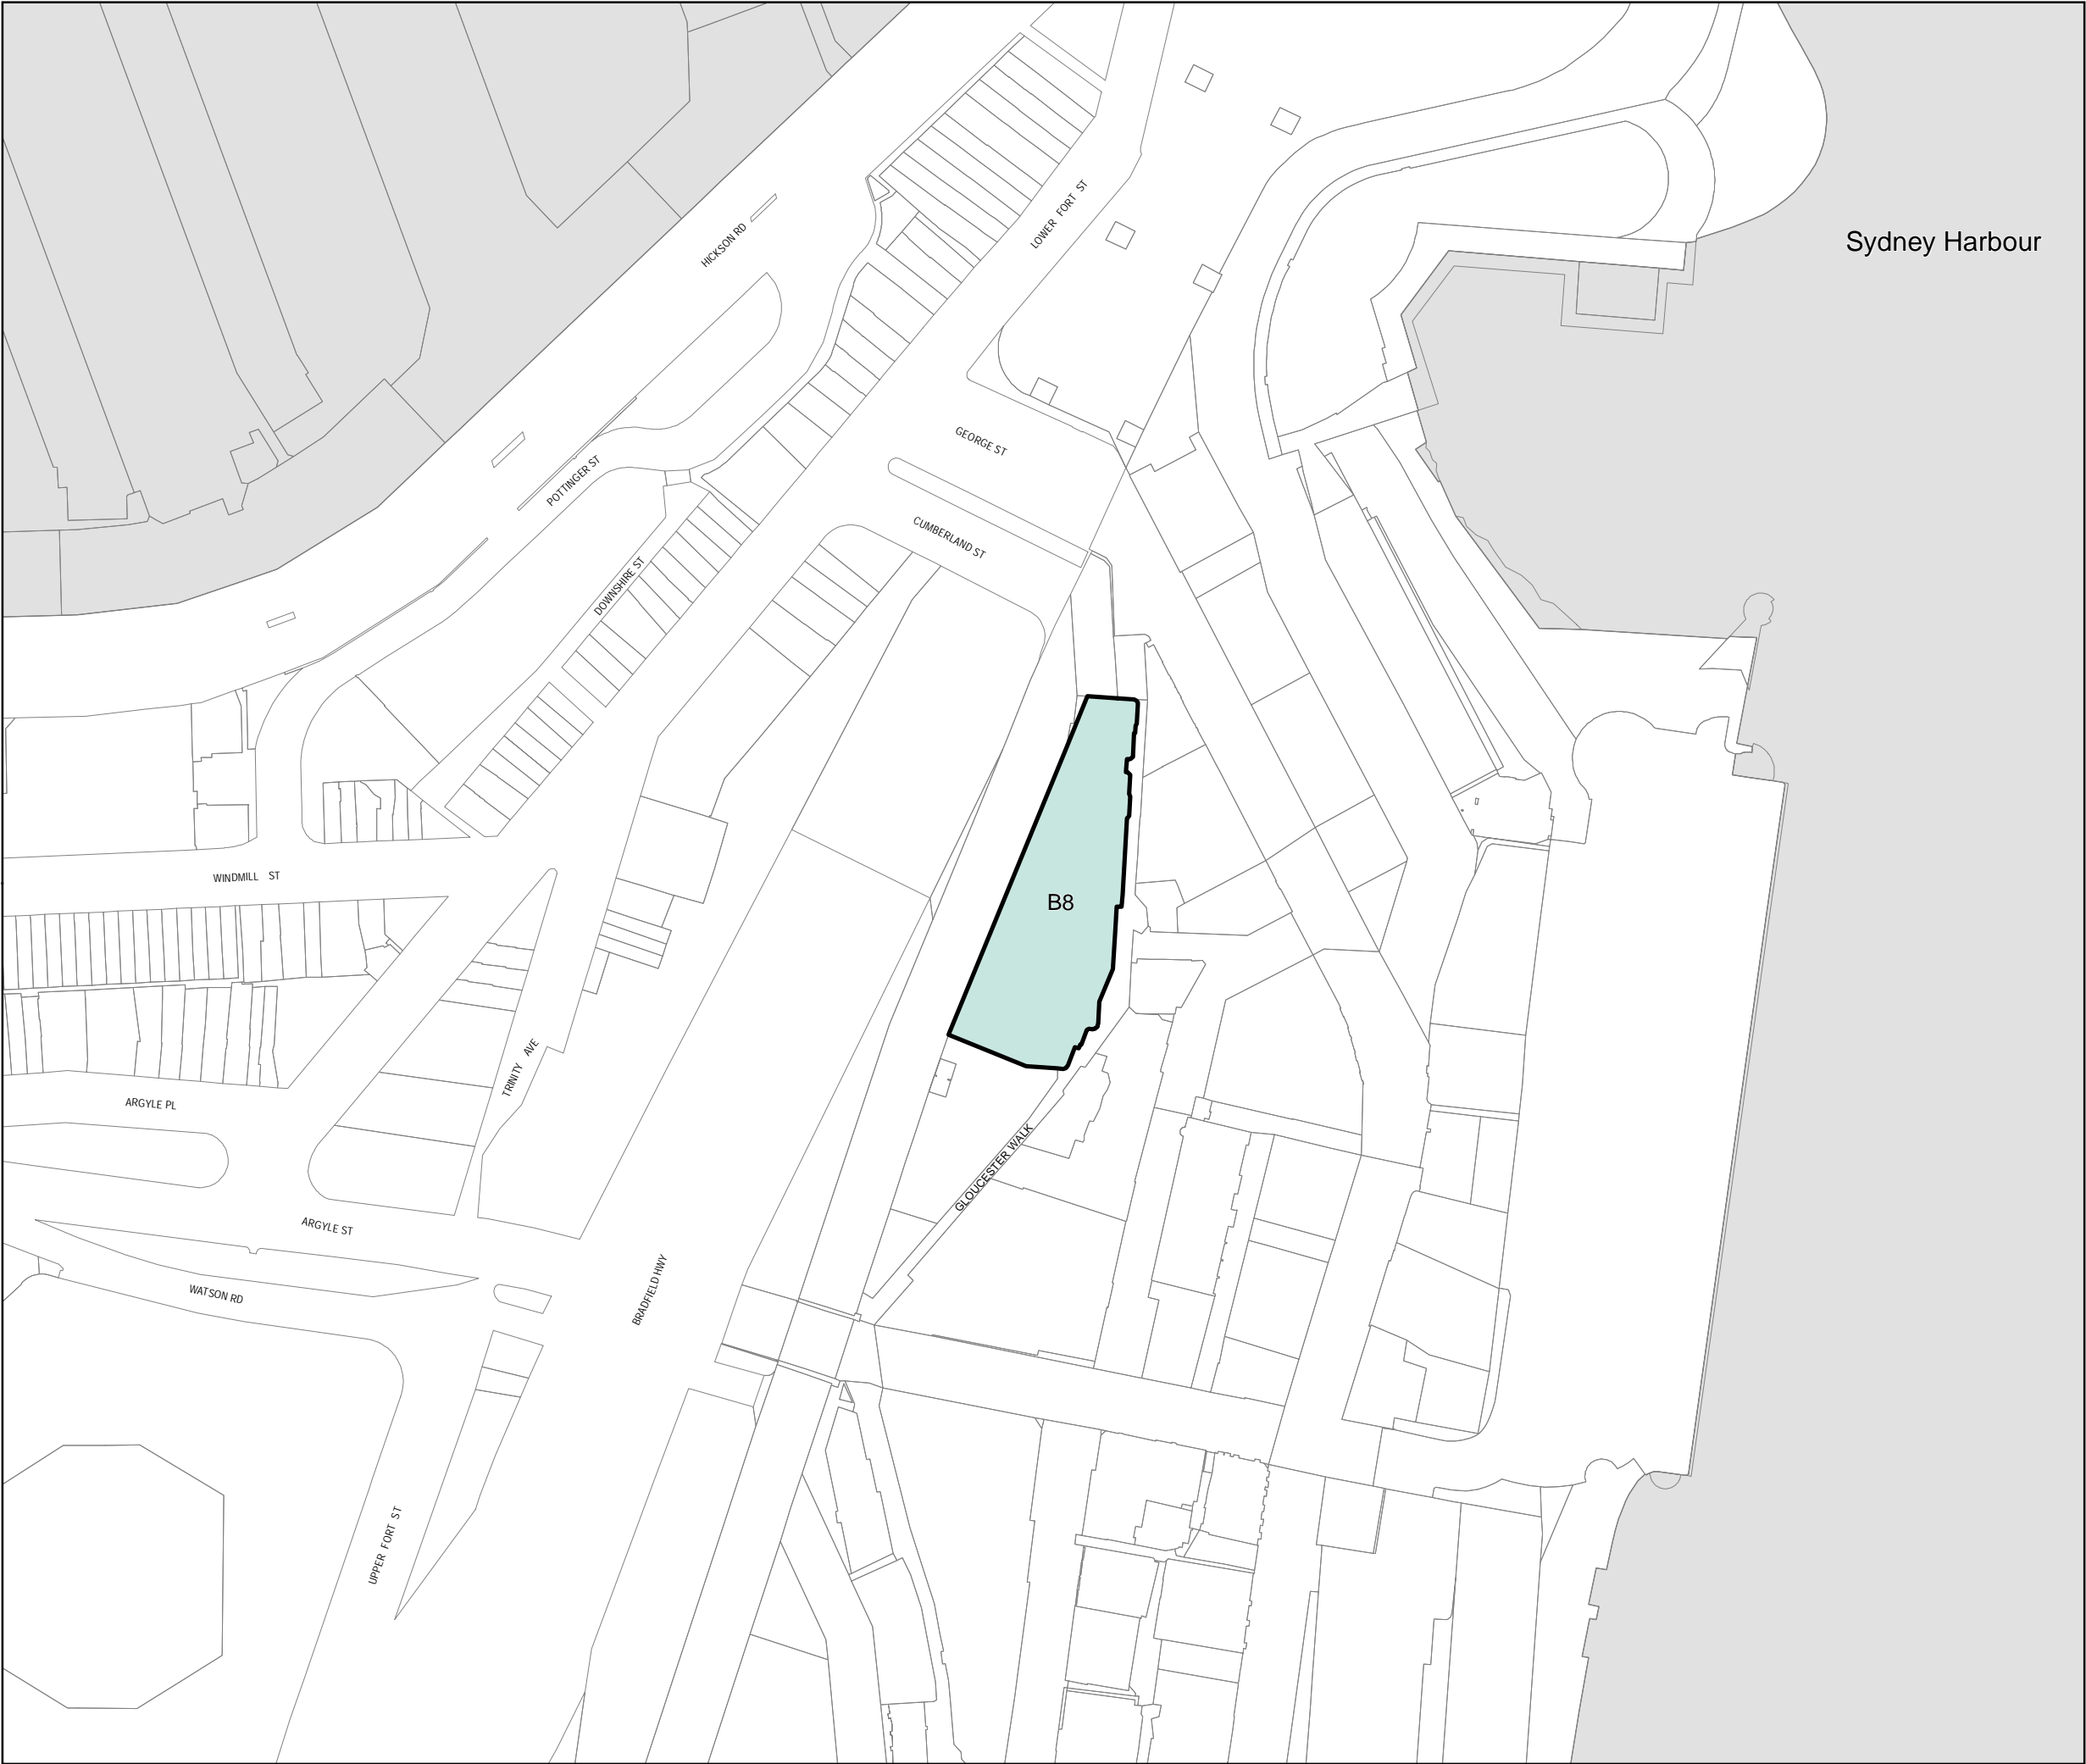 LOWER FORT ST
HICKSON RD
Sydney Harbour
GEORGE ST
POTTINGER ST
CUMBERLAND ST
DOWNSHIRE ST
WINDMILL ST
B8
TRINITY AVE
ARGYLE PL
GLOUCESTER WALK
ARGYLE ST
WATSON RD
BRADFIELD HWY
UPPER FORT ST